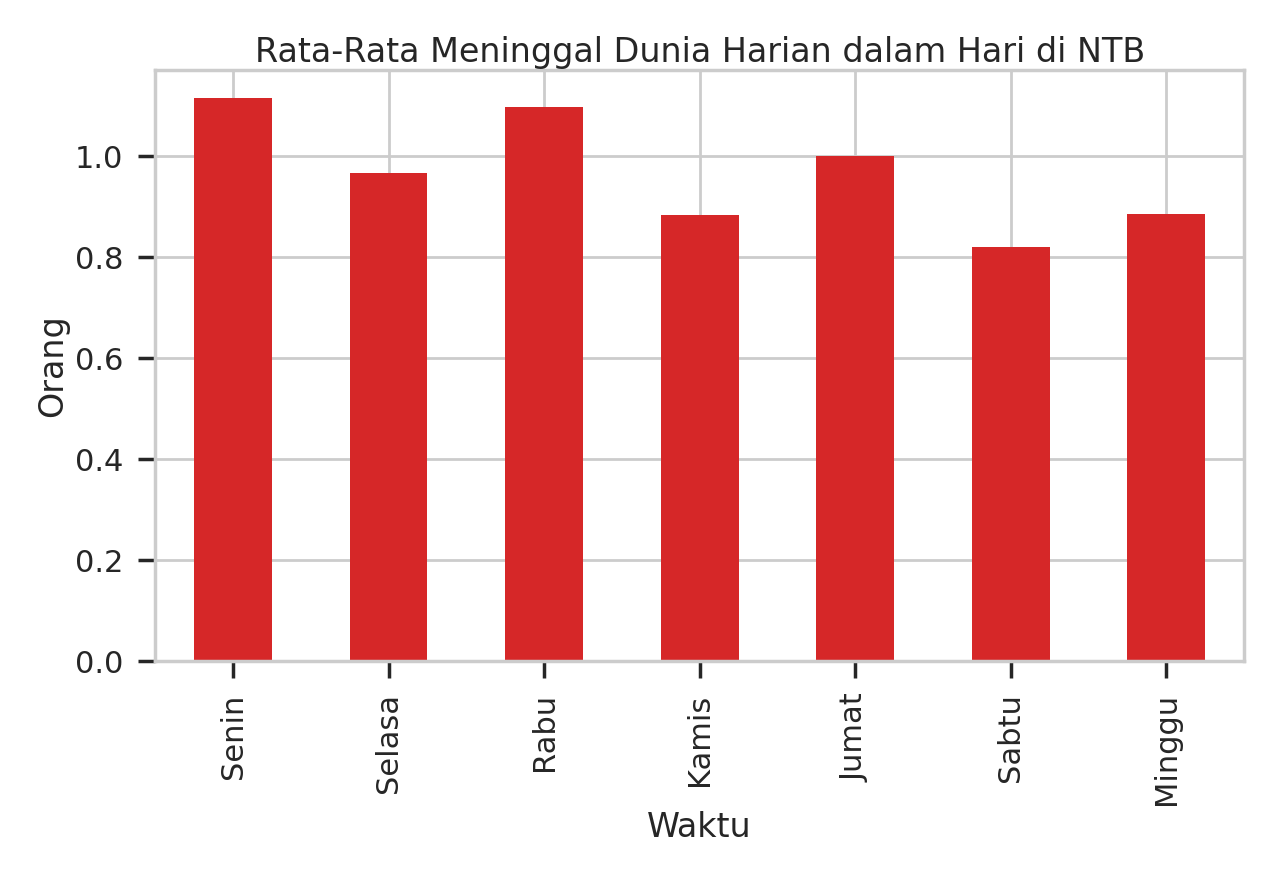 Rata-Rata Meninggal Dunia Harian dalam Hari di NTB
1.0
0.8
0.6
0.4
0.2
0.0
Orang
Senin
Selasa
Rabu
Kamis
Jumat
Sabtu
Minggu
Waktu